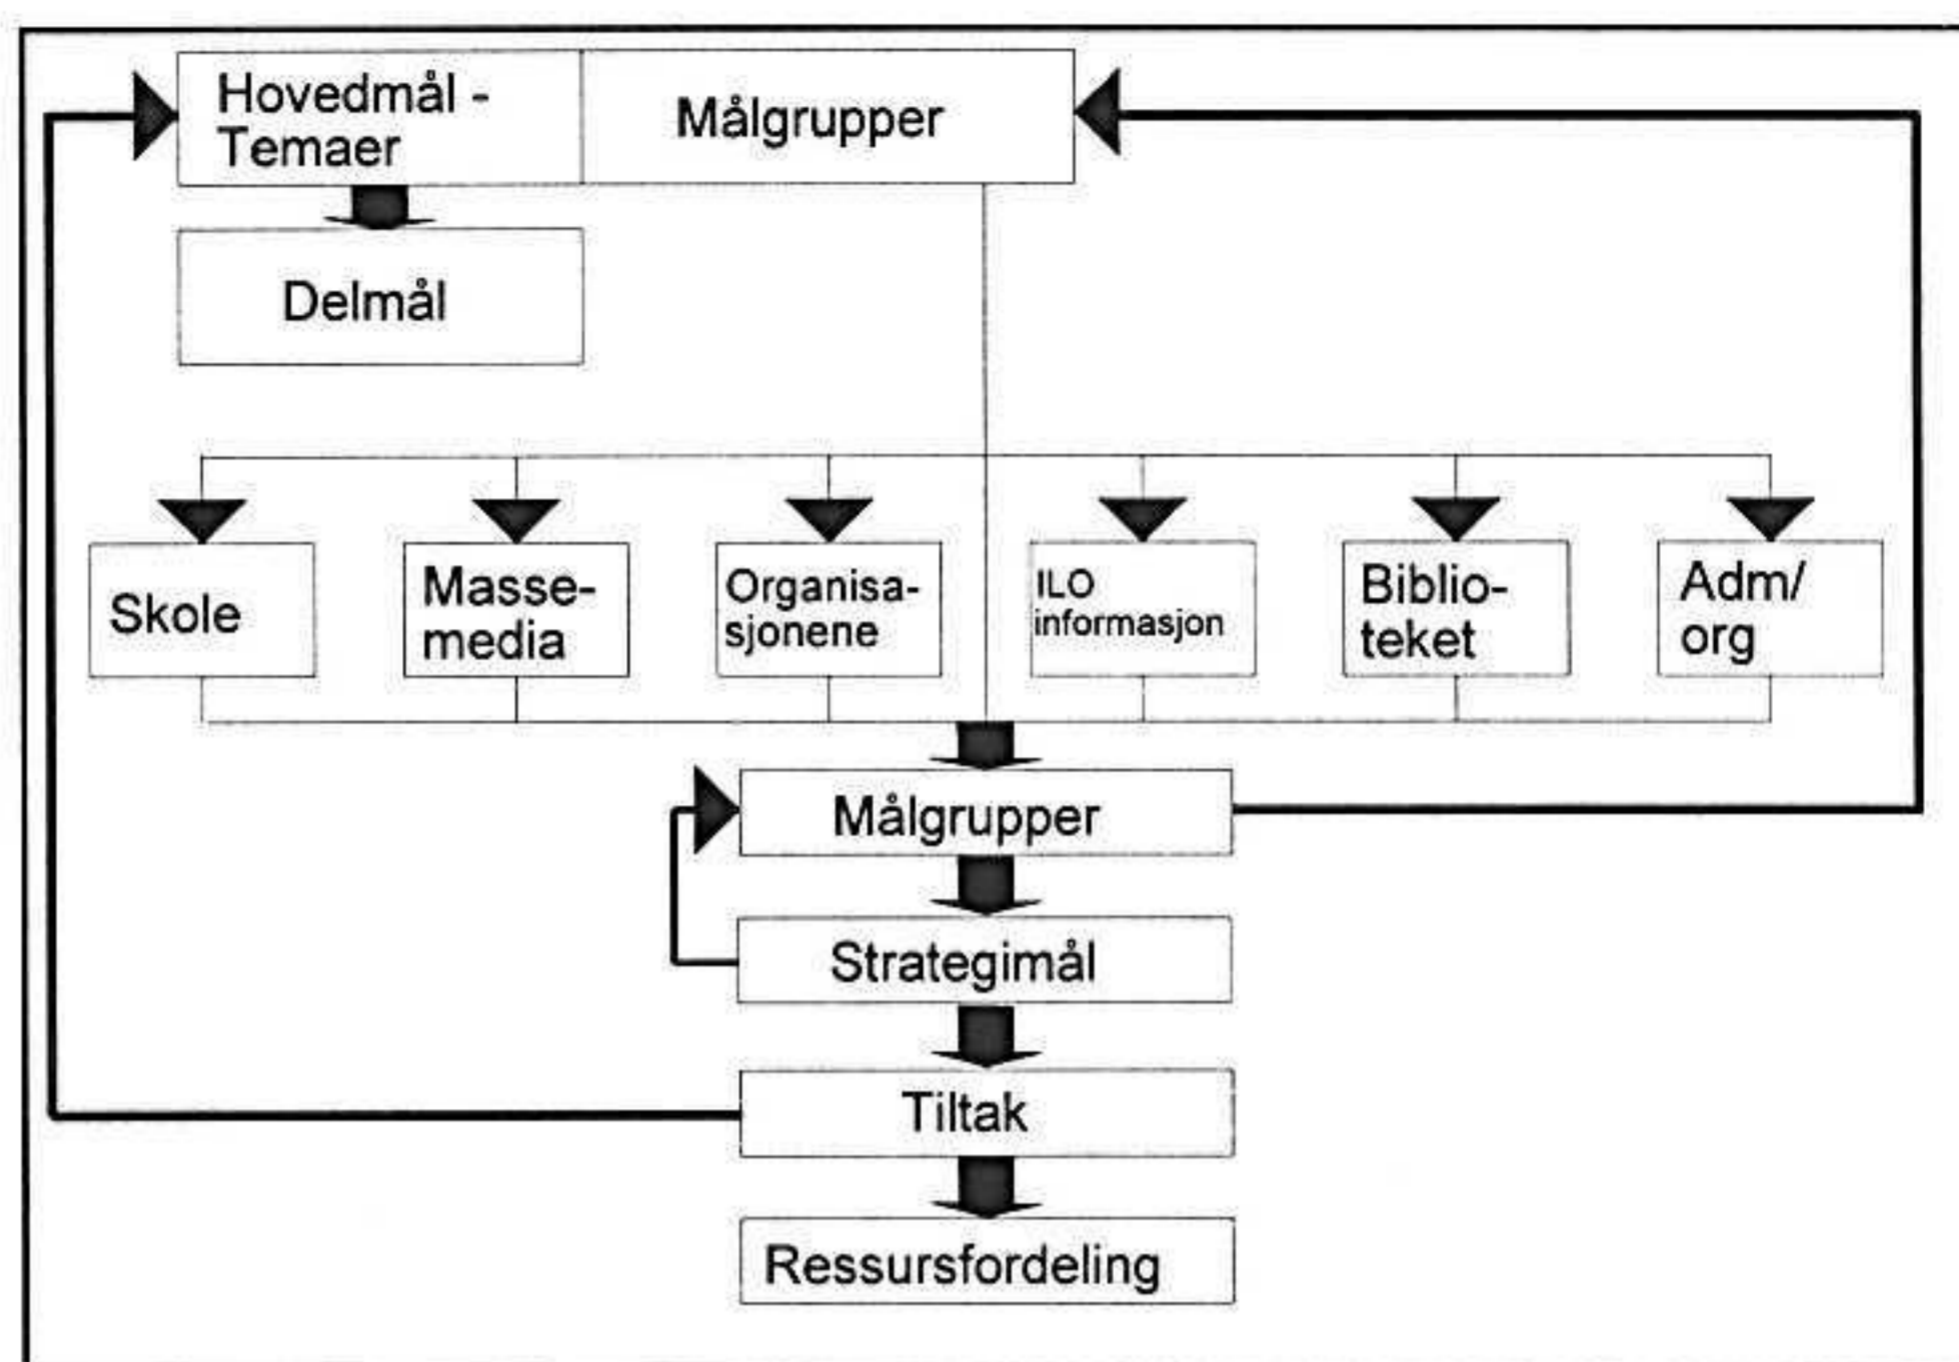 Hovedmål -
Temaer
Målgrupper
Delmål
Skole
Masse-
media
Organisa-
sjonene
ILO
informasjon
Biblio-
teket
Adm/
org
Målgrupper
Strategimål
Tiltak
Ressursfordeling